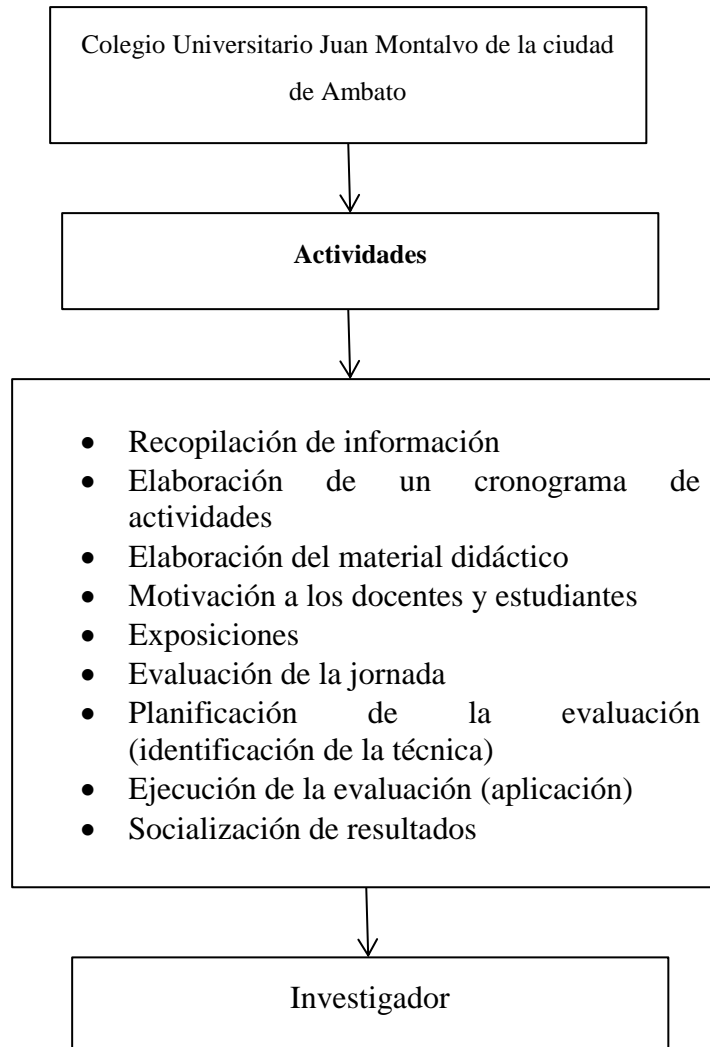 Colegio Universitario Juan Montalvo de la ciudad
de Ambato
Actividades
• Recopilación de información
• Elaboración de un cronograma de
actividades
• Elaboración del material didáctico
• Motivación a los docentes y estudiantes
• Exposiciones
• Evaluación de la jornada
• Planificación de la evaluación
(identificación de la técnica)
• Ejecución de la evaluación (aplicación)
• Socialización de resultados
Investigador